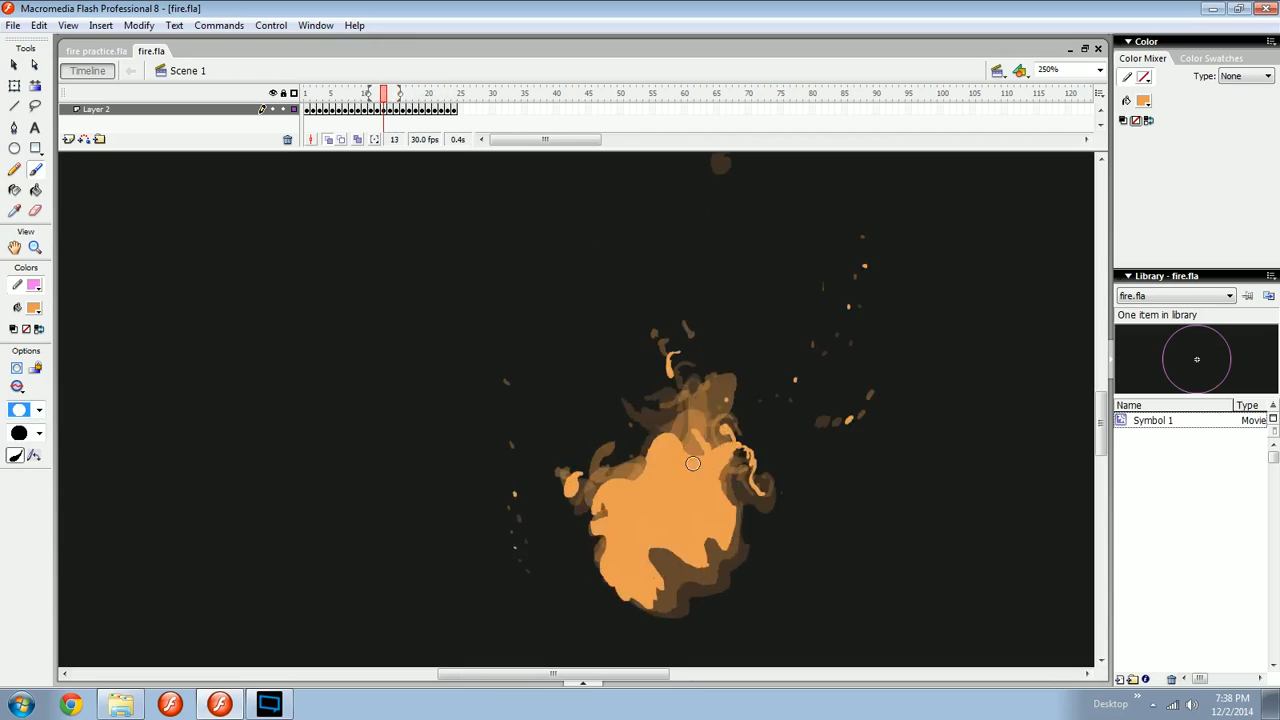 Macromedia Flash Professional 8 - [fire.fla]
File Edit View Insert Modify Text Commands Control Window Help
Tools
fire practice.fla fire.fla
Timeline Scene 1 250%
1 5 10 15 20 25 30 35 40 45 50 55 60 65 70 75 80 85 90 95 100 105 110 115 120
Layer 2
13 30.0 fps 0.4s
View
Colors
Options
Color
Color Mixer Color Swatches
Type: None
Library - fire.fla
fire.fla
One item in library
Name Type
Symbol 1 Movie
Desktop
7:38 PM
12/2/2014